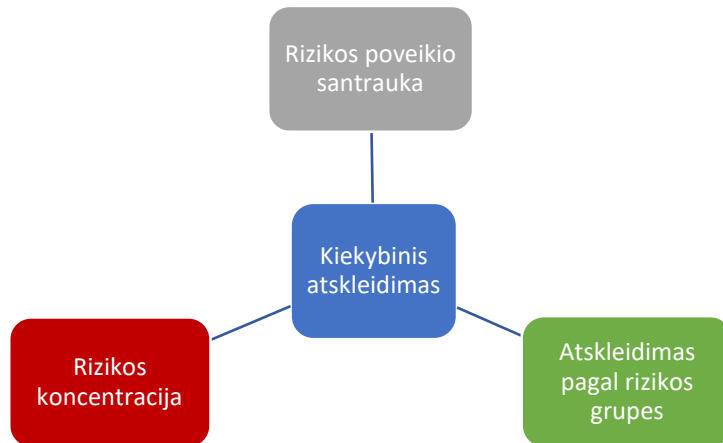 Rizikos poveikio
santrauka
Kiekybinis
atskleidimas
Rizikos
koncentracija
Atskleidimas
pagal rizikos
grupes